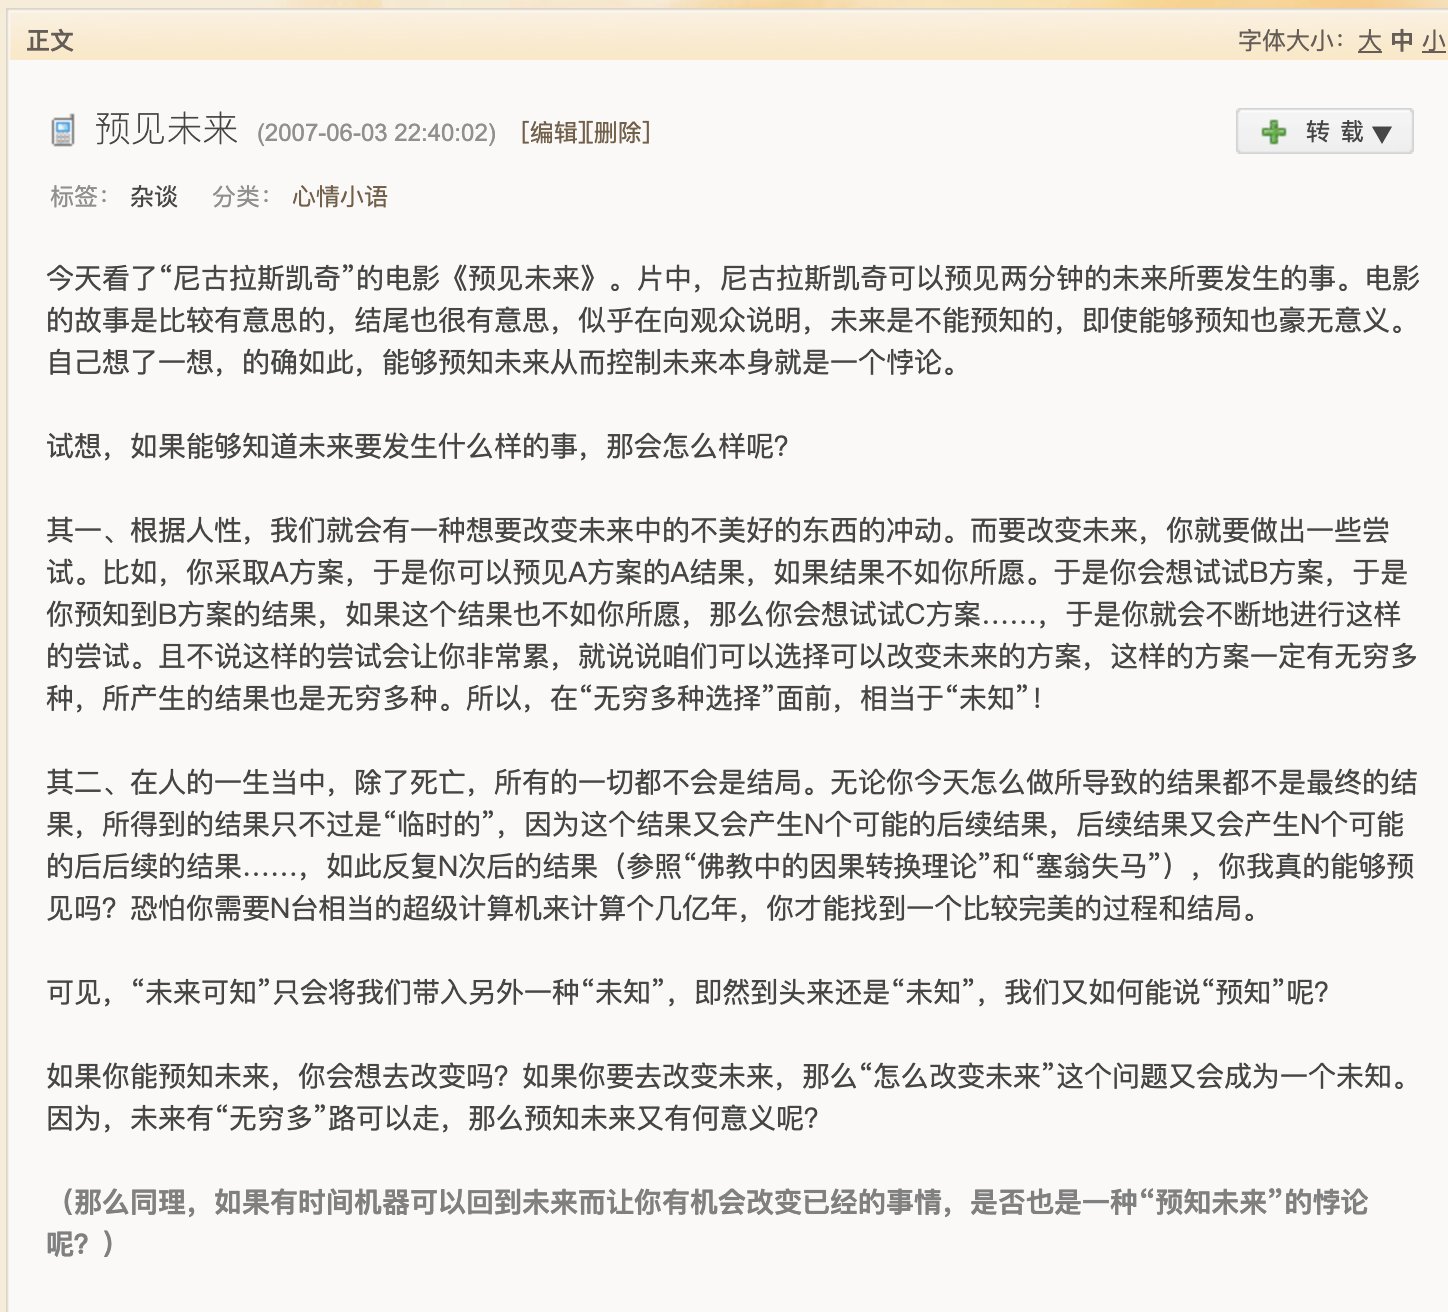 正文
字体大小：大 中 小
预见未来 (2007-06-03 22:40:02) [编辑][删除]
转 载 ▼
标签： 杂谈 分类： 心情小语
今天看了“尼古拉斯凯奇”的电影《预见未来》。片中，尼古拉斯凯奇可以预见两分钟的未来所要发生的事。电影
的故事是比较有意思的，结尾也很有意思，似乎在向观众说明，未来是不能预知的，即使能够预知也豪无意义。
自己想了一想，的确如此，能够预知未来从而控制未来本身就是一个悖论。
试想，如果能够知道未来要发生什么样的事，那会怎么样呢？
其一、根据人性，我们就会有一种想要改变未来中的不美好的东西的冲动。而要改变未来，你就要做出一些尝
试。比如，你采取A方案，于是你可以预见A方案的A结果，如果结果不如你所愿。于是你会想试试B方案，于是
你预知到B方案的结果，如果这个结果也不如你所愿，那么你会想试试C方案……，于是你就会不断地进行这样
的尝试。且不说这样的尝试会让你非常累，就说说咱们可以选择可以改变未来的方案，这样的方案一定有无穷多
种，所产生的结果也是无穷多种。所以，在“无穷多种选择”面前，相当于“未知”！
其二、在人的一生当中，除了死亡，所有的一切都不会是结局。无论你今天怎么做所导致的结果都不是最终的结
果，所得到的结果只不过是“临时的”，因为这个结果又会产生N个可能的后续结果，后续结果又会产生N个可能
的后后续的结果……，如此反复N次后的结果（参照“佛教中的因果转换理论”和“塞翁失马”），你我真的能够预
见吗？恐怕你需要N台相当的超级计算机来计算个几亿年，你才能找到一个比较完美的过程和结局。
可见，“未来可知”只会将我们带入另外一种“未知”，即然到头来还是“未知”，我们又如何能说“预知”呢？
如果你能预知未来，你会想去改变吗？如果你要去改变未来，那么“怎么改变未来”这个问题又会成为一个未知。
因为，未来有“无穷多”路可以走，那么预知未来又有何意义呢？
（那么同理，如果有时间机器可以回到未来而让你有机会改变已经的事情，是否也是一种“预知未来”的悖论
呢？）